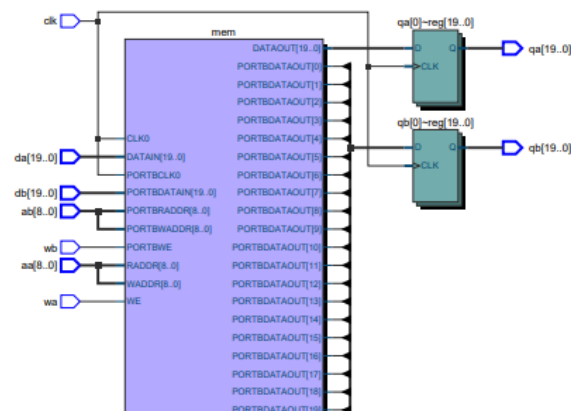 clk
mem
qa[0]~reg[19..0]
DATAOUT[19..0]
D
Q
qa[19..0]
PORTBDATAOUT[0]
CLK
PORTBDATAOUT[1]
PORTBDATAOUT[2]
PORTBDATAOUT[3]
qb[0]~reg[19..0]
CLK0
PORTBDATAOUT[4]
da[19..0]
DATAIN[19..0]
PORTBDATAOUT[5]
D
Q
qb[19..0]
PORTBCLK0
PORTBDATAOUT[6]
CLK
db[19..0]
PORTBDATAIN[19..0]
PORTBDATAOUT[7]
ab[8..0]
PORTBRADDR[8..0]
PORTBDATAOUT[8]
PORTBWADDR[8..0]
PORTBDATAOUT[9]
wb
PORTBWE
PORTBDATAOUT[10]
aa[8..0]
RADDR[8..0]
PORTBDATAOUT[11]
WADDR[8..0]
PORTBDATAOUT[12]
wa
WE
PORTBDATAOUT[13]
PORTBDATAOUT[14]
PORTBDATAOUT[15]
PORTBDATAOUT[16]
PORTBDATAOUT[17]
PORTBDATAOUT[18]
PORTBDATAOUT[19]